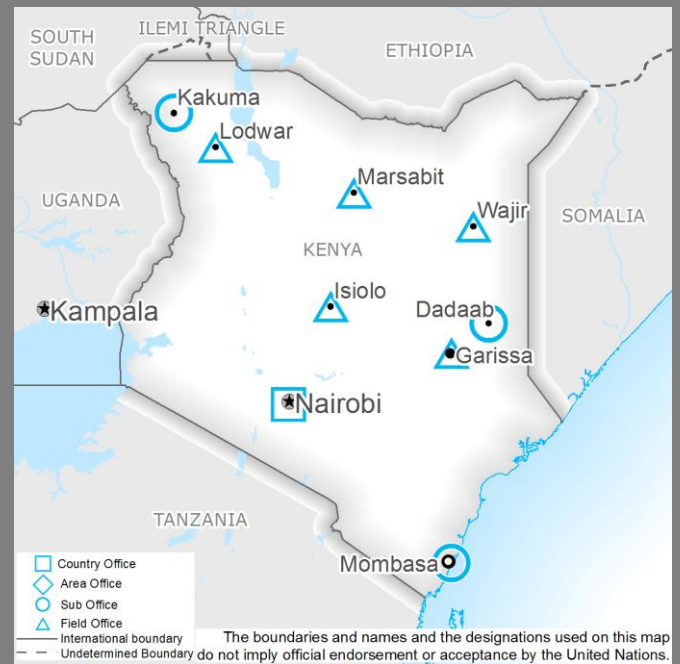 ILEMI TRIANGLE
SOUTH
SUDAN
ETHIOPIA
Kakuma
Lodwar
Marsabit
UGANDA
Wajir
SOMALIA
KENYA
Isiolo
Kampala
Dadaab
Garissa
Nairobi
TANZANIA
Mombasa
Country Office
Area Office
Sub Office
Field Office
International boundary
Undetermined Boundary
The boundaries and names and the designations used on this map
do not imply official endorsement or acceptance by the United Nations.